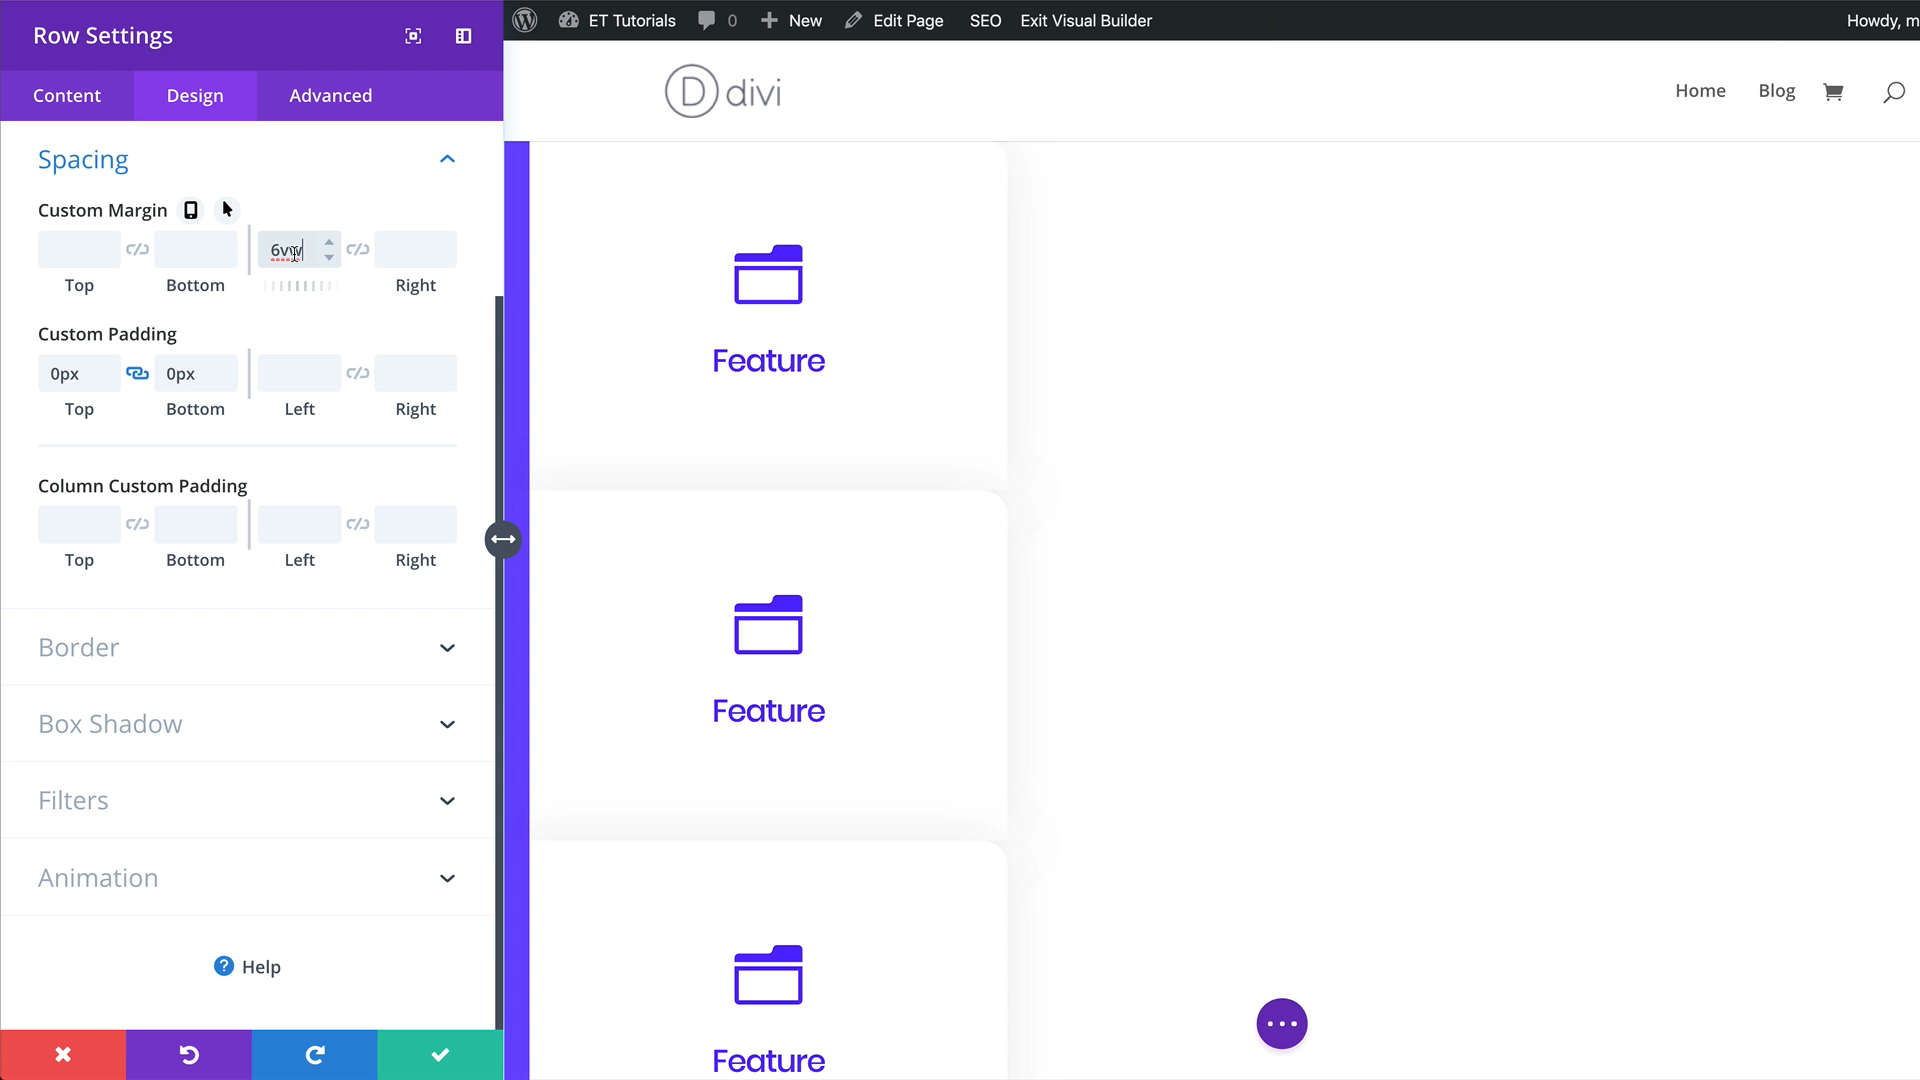 Row Settings
Content Design Advanced
Spacing
Custom Margin
6vw
Top Bottom Right
Custom Padding
0px 0px
Top Bottom Left Right
Column Custom Padding
Top Bottom Left Right
Border
Box Shadow
Filters
Animation
? Help
ET Tutorials 0 New Edit Page SEO Exit Visual Builder Howdy, m
D divi
Home Blog
Feature
Feature
Feature